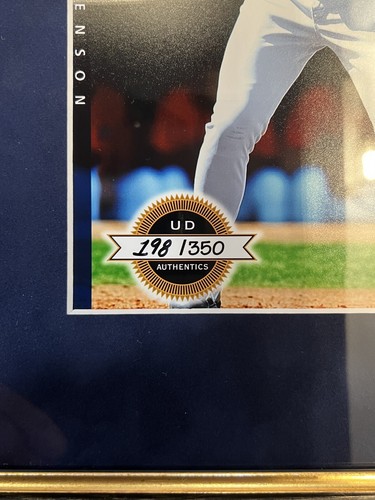 ENSON
UD
198/350
AUTHENTICS